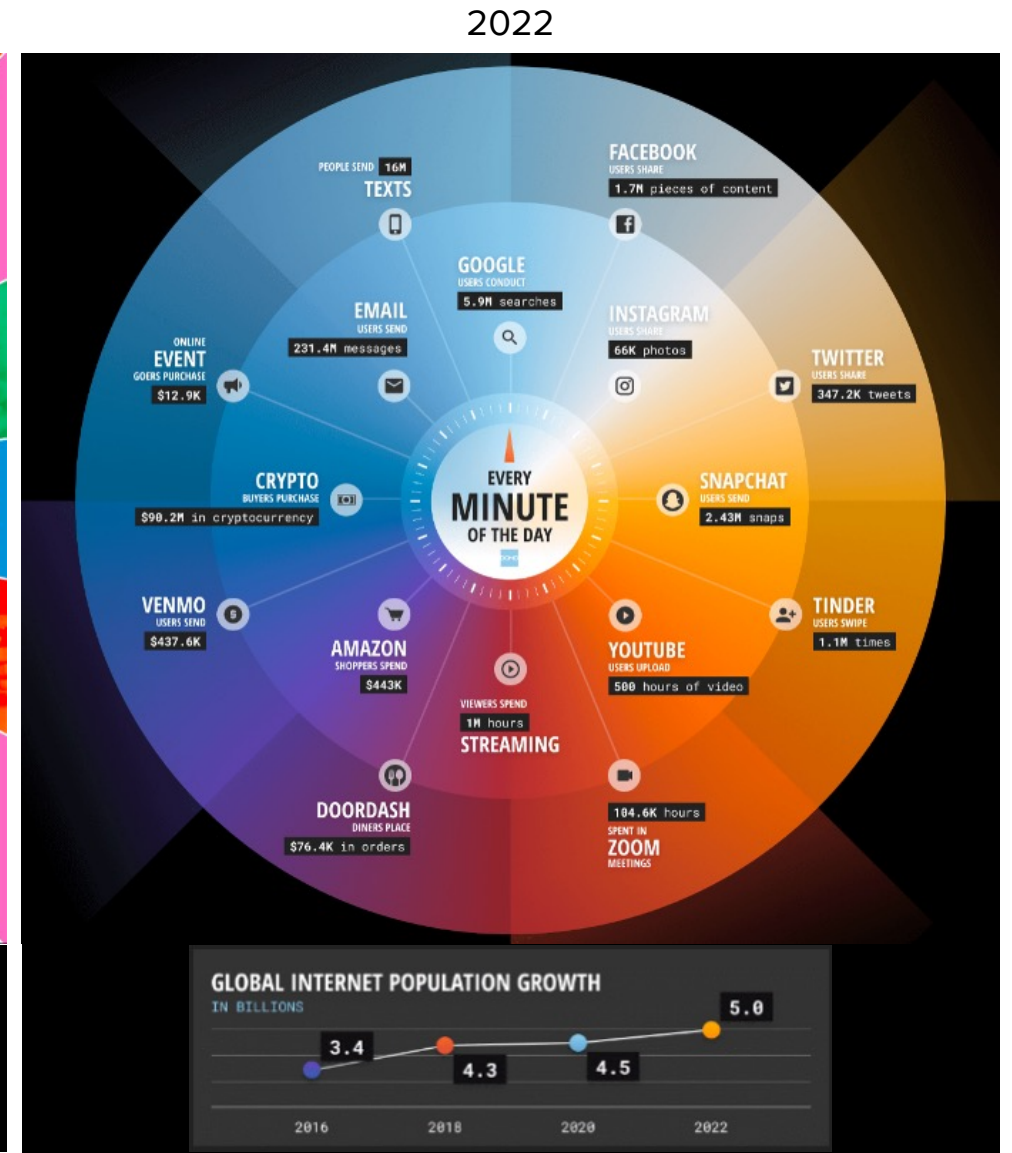 2022
PEOPLE SEND 16M
TEXTS
FACEBOOK
USERS SHARE
1.7M pieces of content
GOOGLE
USERS CONDUCT
5.9M searches
EMAIL
USERS SEND
231.4M messages
INSTAGRAM
USERS SHARE
66K photos
ONLINE
EVENT
GOERS PURCHASE
$12.9K
TWITTER
USERS SHARE
347.2K tweets
CRYPTO
BUYERS PURCHASE
$90.2M in cryptocurrency
EVERY
MINUTE
OF THE DAY
DOMO
SNAPCHAT
USERS SEND
2.43M snaps
VENMO
USERS SEND
$437.6K
AMAZON
SHOPPERS SPEND
$443K
VIEWERS SPEND
1M hours
STREAMING
YOUTUBE
USERS UPLOAD
500 hours of video
TINDER
USERS SWIPE
1.1M times
DOORDASH
DINERS PLACE
$76.4K in orders
104.6K hours
SPENT IN
ZOOM
MEETINGS
GLOBAL INTERNET POPULATION GROWTH
IN BILLIONS
3.4
4.3
4.5
5.0
2016 2018 2020 2022